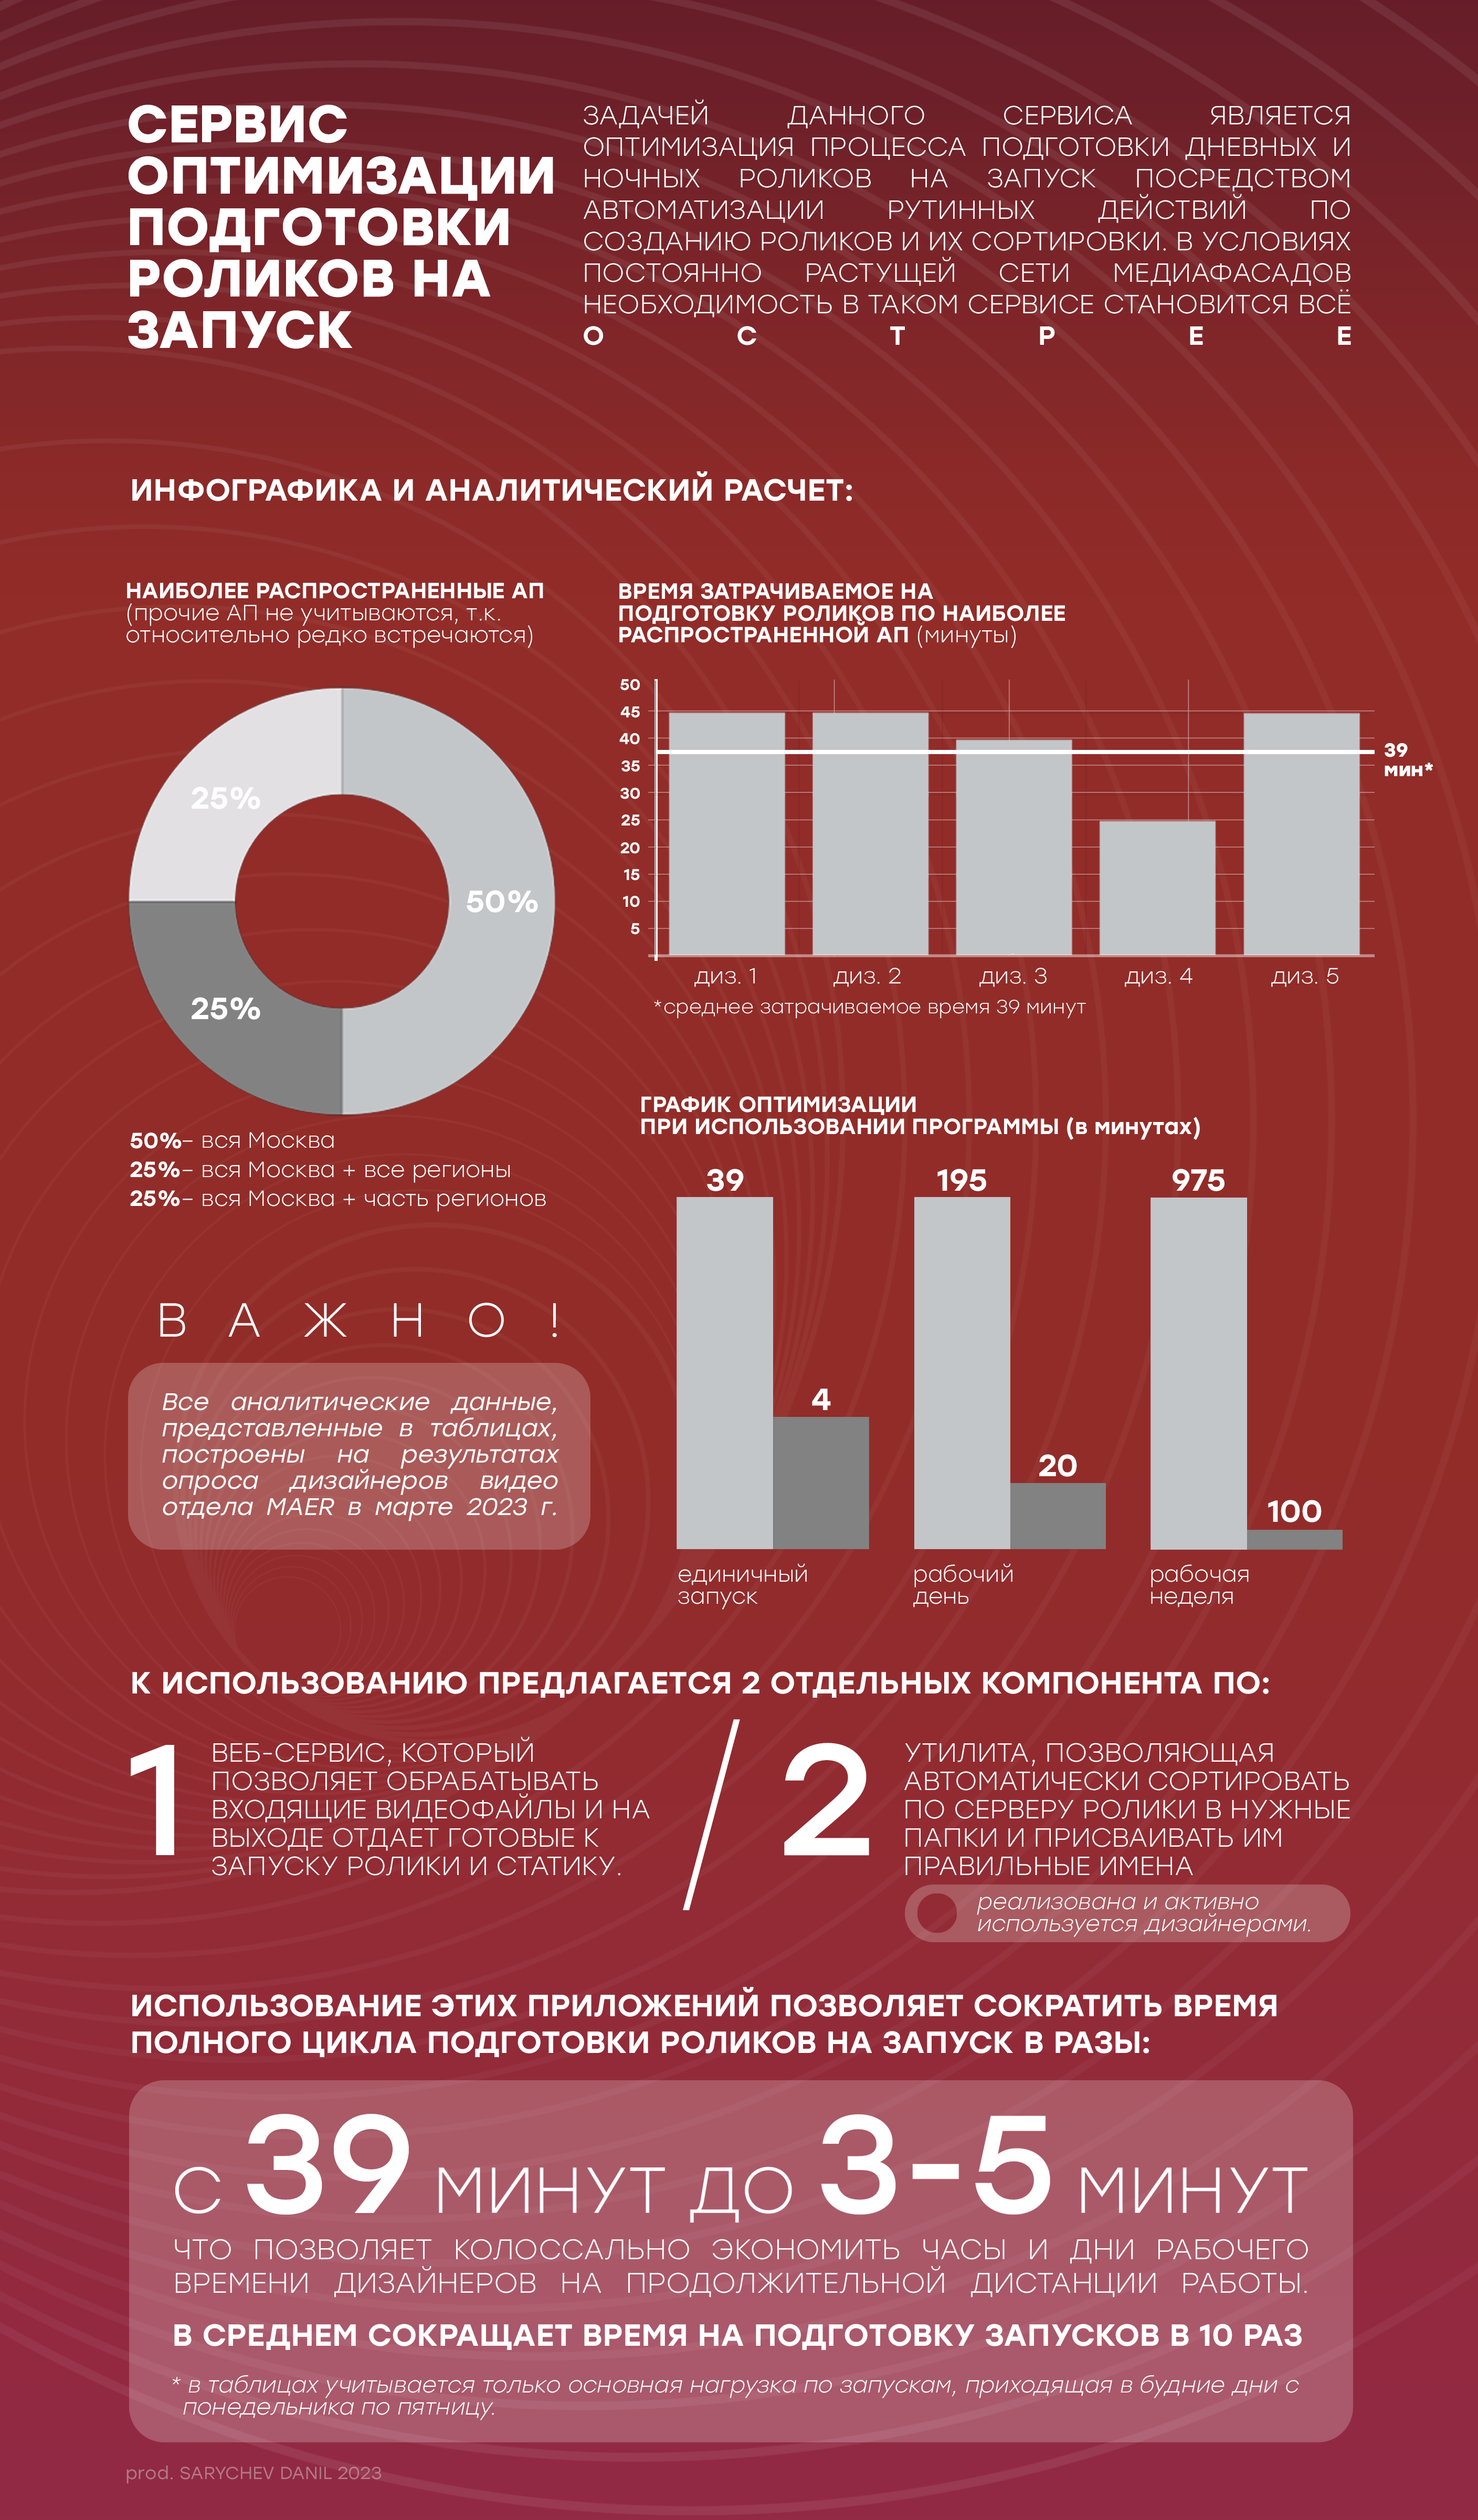 СЕРВИС
ОПТИМИЗАЦИИ
ПОДГОТОВКИ
РОЛИКОВ НА
ЗАПУСК
ЗАДАЧЕЙ ДАННОГО СЕРВИСА ЯВЛЯЕТСЯ
ОПТИМИЗАЦИЯ ПРОЦЕССА ПОДГОТОВКИ ДНЕВНЫХ И
НОЧНЫХ РОЛИКОВ НА ЗАПУСК ПОСРЕДСТВОМ
АВТОМАТИЗАЦИИ РУТИННЫХ ДЕЙСТВИЙ ПО
СОЗДАНИЮ РОЛИКОВ И ИХ СОРТИРОВКИ. В УСЛОВИЯХ
ПОСТОЯННО РАСТУЩЕЙ СЕТИ МЕДИАФАСАДОВ
НЕОБХОДИМОСТЬ В ТАКОМ СЕРВИСЕ СТАНОВИТСЯ ВСЁ
О С Т Р Е Е
ИНФОГРАФИКА И АНАЛИТИЧЕСКИЙ РАСЧЕТ:
НАИБОЛЕЕ РАСПРОСТРАНЕННЫЕ АП
(прочие АП не учитываются, т.к.
относительно редко встречаются)
25%
50%
25%
50%– вся Москва
25%– вся Москва + все регионы
25%– вся Москва + часть регионов
ВРЕМЯ ЗАТРАЧИВАЕМОЕ НА
ПОДГОТОВКУ РОЛИКОВ ПО НАИБОЛЕЕ
РАСПРОСТРАНЕННОЙ АП (минуты)
50
45
40
35
30
25
20
15
10
5
39
мин*
диз. 1 диз. 2 диз. 3 диз. 4 диз. 5
*среднее затрачиваемое время 39 минут
ГРАФИК ОПТИМИЗАЦИИ
ПРИ ИСПОЛЬЗОВАНИИ ПРОГРАММЫ (в минутах)
39 195 975
4
20
100
единичный
запуск
рабочий
день
рабочая
неделя
В А Ж Н О !
Все аналитические данные,
представленные в таблицах,
построены на результатах
опроса дизайнеров видео
отдела MAER в марте 2023 г.
К ИСПОЛЬЗОВАНИЮ ПРЕДЛАГАЕТСЯ 2 ОТДЕЛЬНЫХ КОМПОНЕНТА ПО:
1
ВЕБ-СЕРВИС, КОТОРЫЙ
ПОЗВОЛЯЕТ ОБРАБАТЫВАТЬ
ВХОДЯЩИЕ ВИДЕОФАЙЛЫ И НА
ВЫХОДЕ ОТДАЕТ ГОТОВЫЕ К
ЗАПУСКУ РОЛИКИ И СТАТИКУ.
/
2
УТИЛИТА, ПОЗВОЛЯЮЩАЯ
АВТОМАТИЧЕСКИ СОРТИРОВАТЬ
ПО СЕРВЕРУ РОЛИКИ В НУЖНЫЕ
ПАПКИ И ПРИСВАИВАТЬ ИМ
ПРАВИЛЬНЫЕ ИМЕНА
реализована и активно
используется дизайнерами.
ИСПОЛЬЗОВАНИЕ ЭТИХ ПРИЛОЖЕНИЙ ПОЗВОЛЯЕТ СОКРАТИТЬ ВРЕМЯ
ПОЛНОГО ЦИКЛА ПОДГОТОВКИ РОЛИКОВ НА ЗАПУСК В РАЗЫ:
С 39 МИНУТ ДО 3-5 МИНУТ
ЧТО ПОЗВОЛЯЕТ КОЛОССАЛЬНО ЭКОНОМИТЬ ЧАСЫ И ДНИ РАБОЧЕГО
ВРЕМЕНИ ДИЗАЙНЕРОВ НА ПРОДОЛЖИТЕЛЬНОЙ ДИСТАНЦИИ РАБОТЫ.
В СРЕДНЕМ СОКРАЩАЕТ ВРЕМЯ НА ПОДГОТОВКУ ЗАПУСКОВ В 10 РАЗ
* в таблицах учитывается только основная нагрузка по запускам, приходящая в будние дни с
понедельника по пятницу.
prod. SARYCHEV DANIL 2023